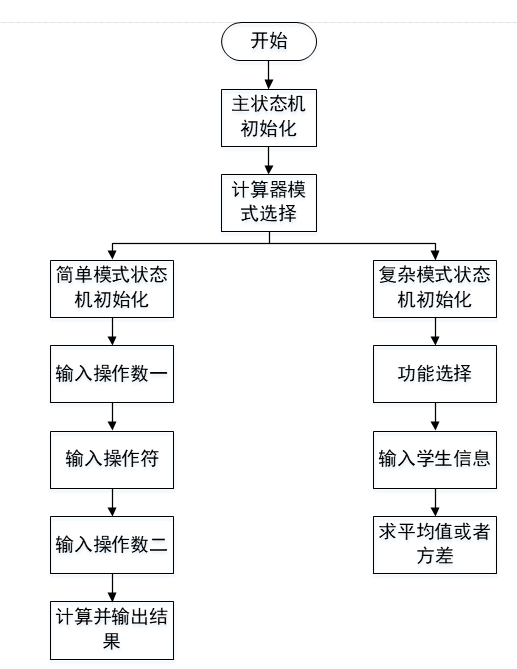 开始
主状态机
初始化
计算器模
式选择
简单模式状态
机初始化
输入操作数一
输入操作符
输入操作数二
计算并输出结
果
复杂模式状态
机初始化
功能选择
输入学生信息
求平均值或者
方差